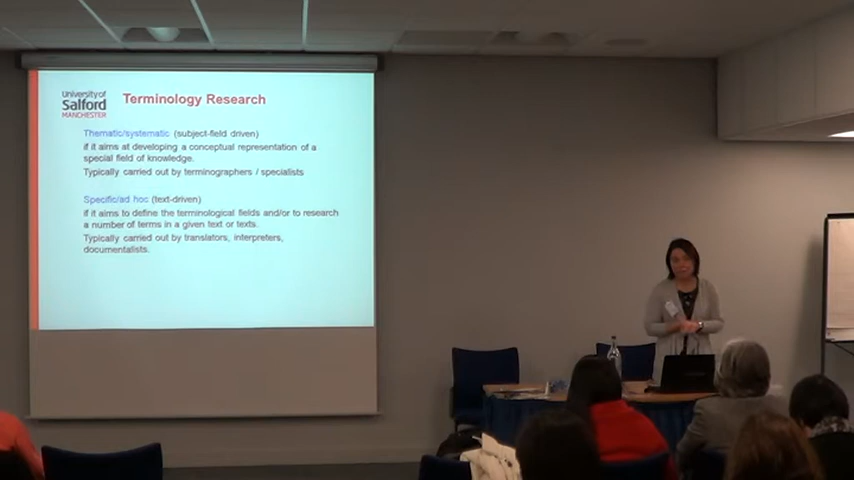 University of
Salford
MANCHESTER
Terminology Research
Thematic/systematic (subject-field driven)
if it aims at developing a conceptual representation of a
special field of knowledge.
Typically carried out by terminographers / specialists
Specific/ad hoc (text-driven)
if it aims to define the terminological fields and/or to research
a number of terms in a given text or texts.
Typically carried out by translators, interpreters,
documentalists.